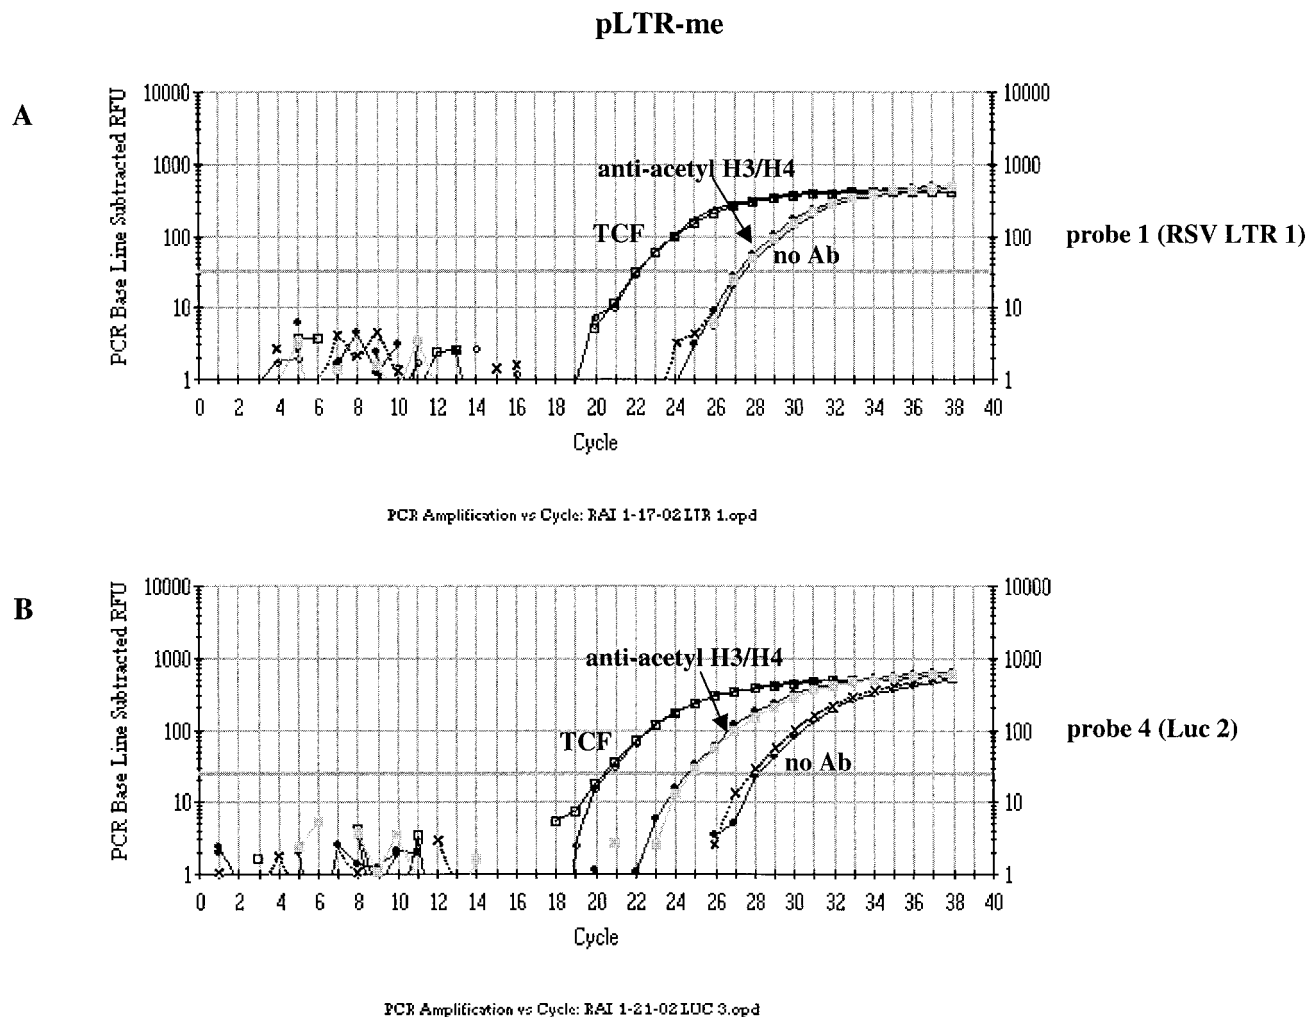 pLTR-me
A
PCR Base Line Subtracted RFU
10000
1000
100
10
1
anti-acetyl H3/H4
TCF
no Ab
10000
1000
100
10
1
probe 1 (RSV LTR 1)
0 2 4 6 8 10 12 14 16 18 20 22 24 26 28 30 32 34 36 38 40
Cycle
PCR Amplification vs Cycle: RAI 1-17-02 LTR 1.opd
B
PCR Base Line Subtracted RFU
10000
1000
100
10
1
anti-acetyl H3/H4
TCF
no Ab
10000
1000
100
10
1
probe 4 (Luc 2)
0 2 4 6 8 10 12 14 16 18 20 22 24 26 28 30 32 34 36 38 40
Cycle
PCR Amplification vs Cycle: RAI 1-21-02 LUC 3.opd